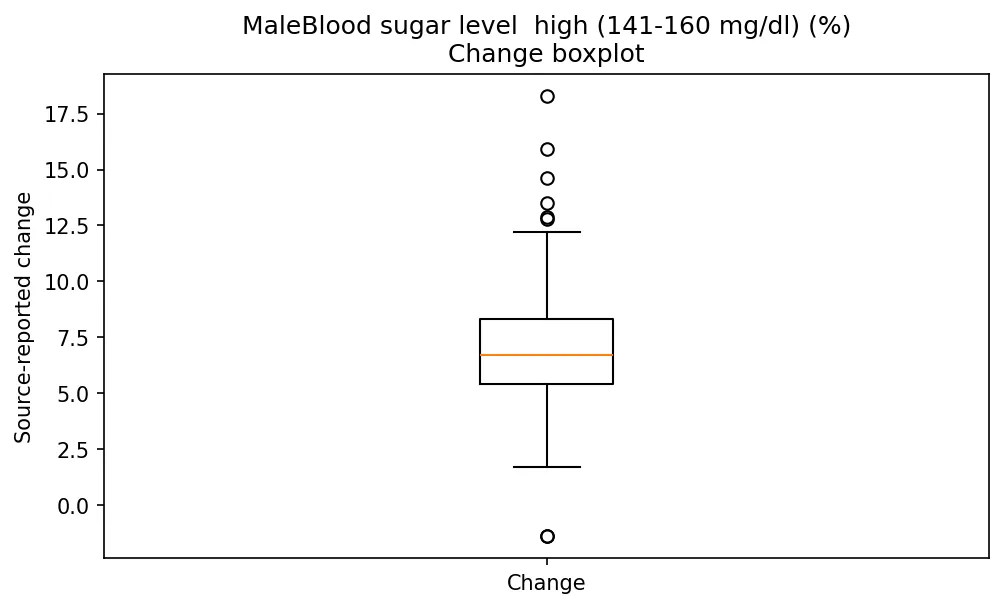 MaleBlood sugar level  high (141-160 mg/dl) (%)
Change boxplot
17.5
15.0
12.5
10.0
7.5
5.0
2.5
0.0
Source-reported change
Change